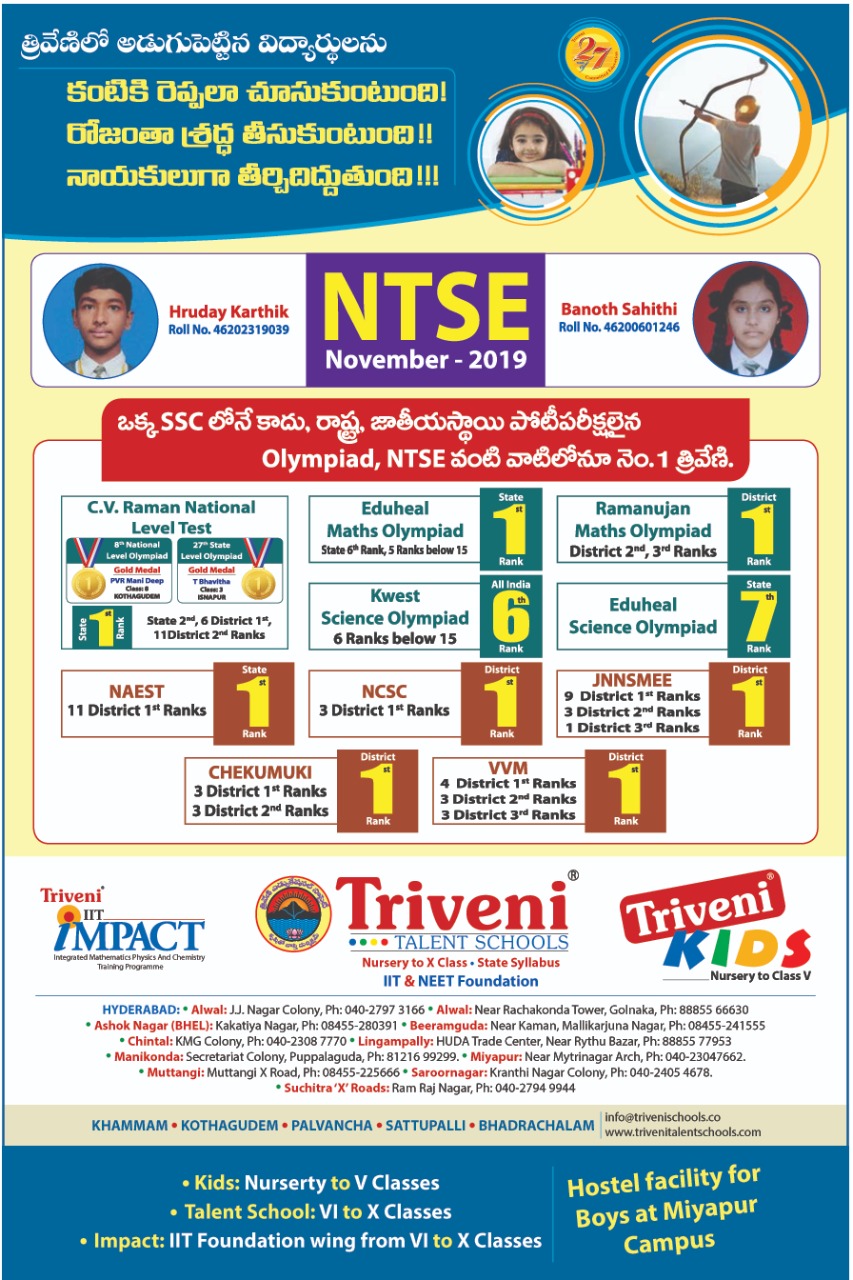 త్రివేణిలో అడుగుపెట్టిన విద్యార్థులను
కంటికి రెప్పలా చూసుకుంటుంది!
రోజంతా శ్రద్ధ తీసుకుంటుంది!!
నాయకులుగా తీర్చిదిద్దుతుంది!!!
27
Hruday Karthik
Roll No. 46202319039
NTSE
November - 2019
Banoth Sahithi
Roll No. 46200601246
ఒక్క SSC లోనే కాదు, రాష్ట్ర, జాతీయస్థాయి పోటీపరీక్షలైన
Olympiad, NTSE వంటి వాటిలోనూ నెం.1 త్రివేణి.
C.V. Raman National
Level Test
8th National
Level Olympiad
Gold Medal
PVR Mani Deep
Class: 6
KOTHAGUDEM
27th State
Level Olympiad
Gold Medal
T Bhavitha
Class: 3
ISNAPUR
State 1st Rank
State 2nd, 6 District 1st,
11District 2nd Ranks
Eduheal
Maths Olympiad
State 6th Rank, 5 Ranks below 15
State
1st
Rank
Ramanujan
Maths Olympiad
District 2nd, 3rd Ranks
District
1st
Rank
Kwest
Science Olympiad
6 Ranks below 15
All India
6th
Rank
Eduheal
Science Olympiad
State
7th
Rank
NAEST
11 District 1st Ranks
State
1st
Rank
NCSC
3 District 1st Ranks
District
1st
Rank
JNNSMEE
9 District 1st Ranks
3 District 2nd Ranks
1 District 3rd Ranks
District
1st
Rank
CHEKUMUKI
3 District 1st Ranks
3 District 2nd Ranks
District
1st
Rank
VVM
4 District 1st Ranks
3 District 2nd Ranks
3 District 3rd Ranks
District
1st
Rank
Triveni®
IIT
iMPACT
Integrated Mathematics Physics And Chemistry
Training Programme
Triveni®
TALENT SCHOOLS
Nursery to X Class • State Syllabus
IIT & NEET Foundation
Triveni®
KIDS
Nursery to Class V
HYDERABAD: • Alwal: J.J. Nagar Colony, Ph: 040-2797 3166 • Alwal: Near Rachakonda Tower, Golnaka, Ph: 88855 66630
• Ashok Nagar (BHEL): Kakatiya Nagar, Ph: 08455-280391 • Beeramguda: Near Kaman, Mallikarjuna Nagar, Ph: 08455-241555
• Chintal: KMG Colony, Ph: 040-2308 7770 • Lingampally: HUDA Trade Center, Near Rythu Bazar, Ph: 88855 77953
• Manikonda: Secretariat Colony, Puppalaguda, Ph: 81216 99299. • Miyapur: Near Mytrinagar Arch, Ph: 040-23047662.
• Muttangi: Muttangi X Road, Ph: 08455-225666 • Saroornagar: Kranthi Nagar Colony, Ph: 040-2405 4678.
• Suchitra 'X' Roads: Ram Raj Nagar, Ph: 040-2794 9944
KHAMMAM • KOTHAGUDEM • PALVANCHA • SATTUPALLI • BHADRACHALAM
info@trivenischools.co
www.trivenitalentschools.com
• Kids: Nurserty to V Classes
• Talent School: VI to X Classes
• Impact: IIT Foundation wing from VI to X Classes
Hostel facility for
Boys at Miyapur
Campus